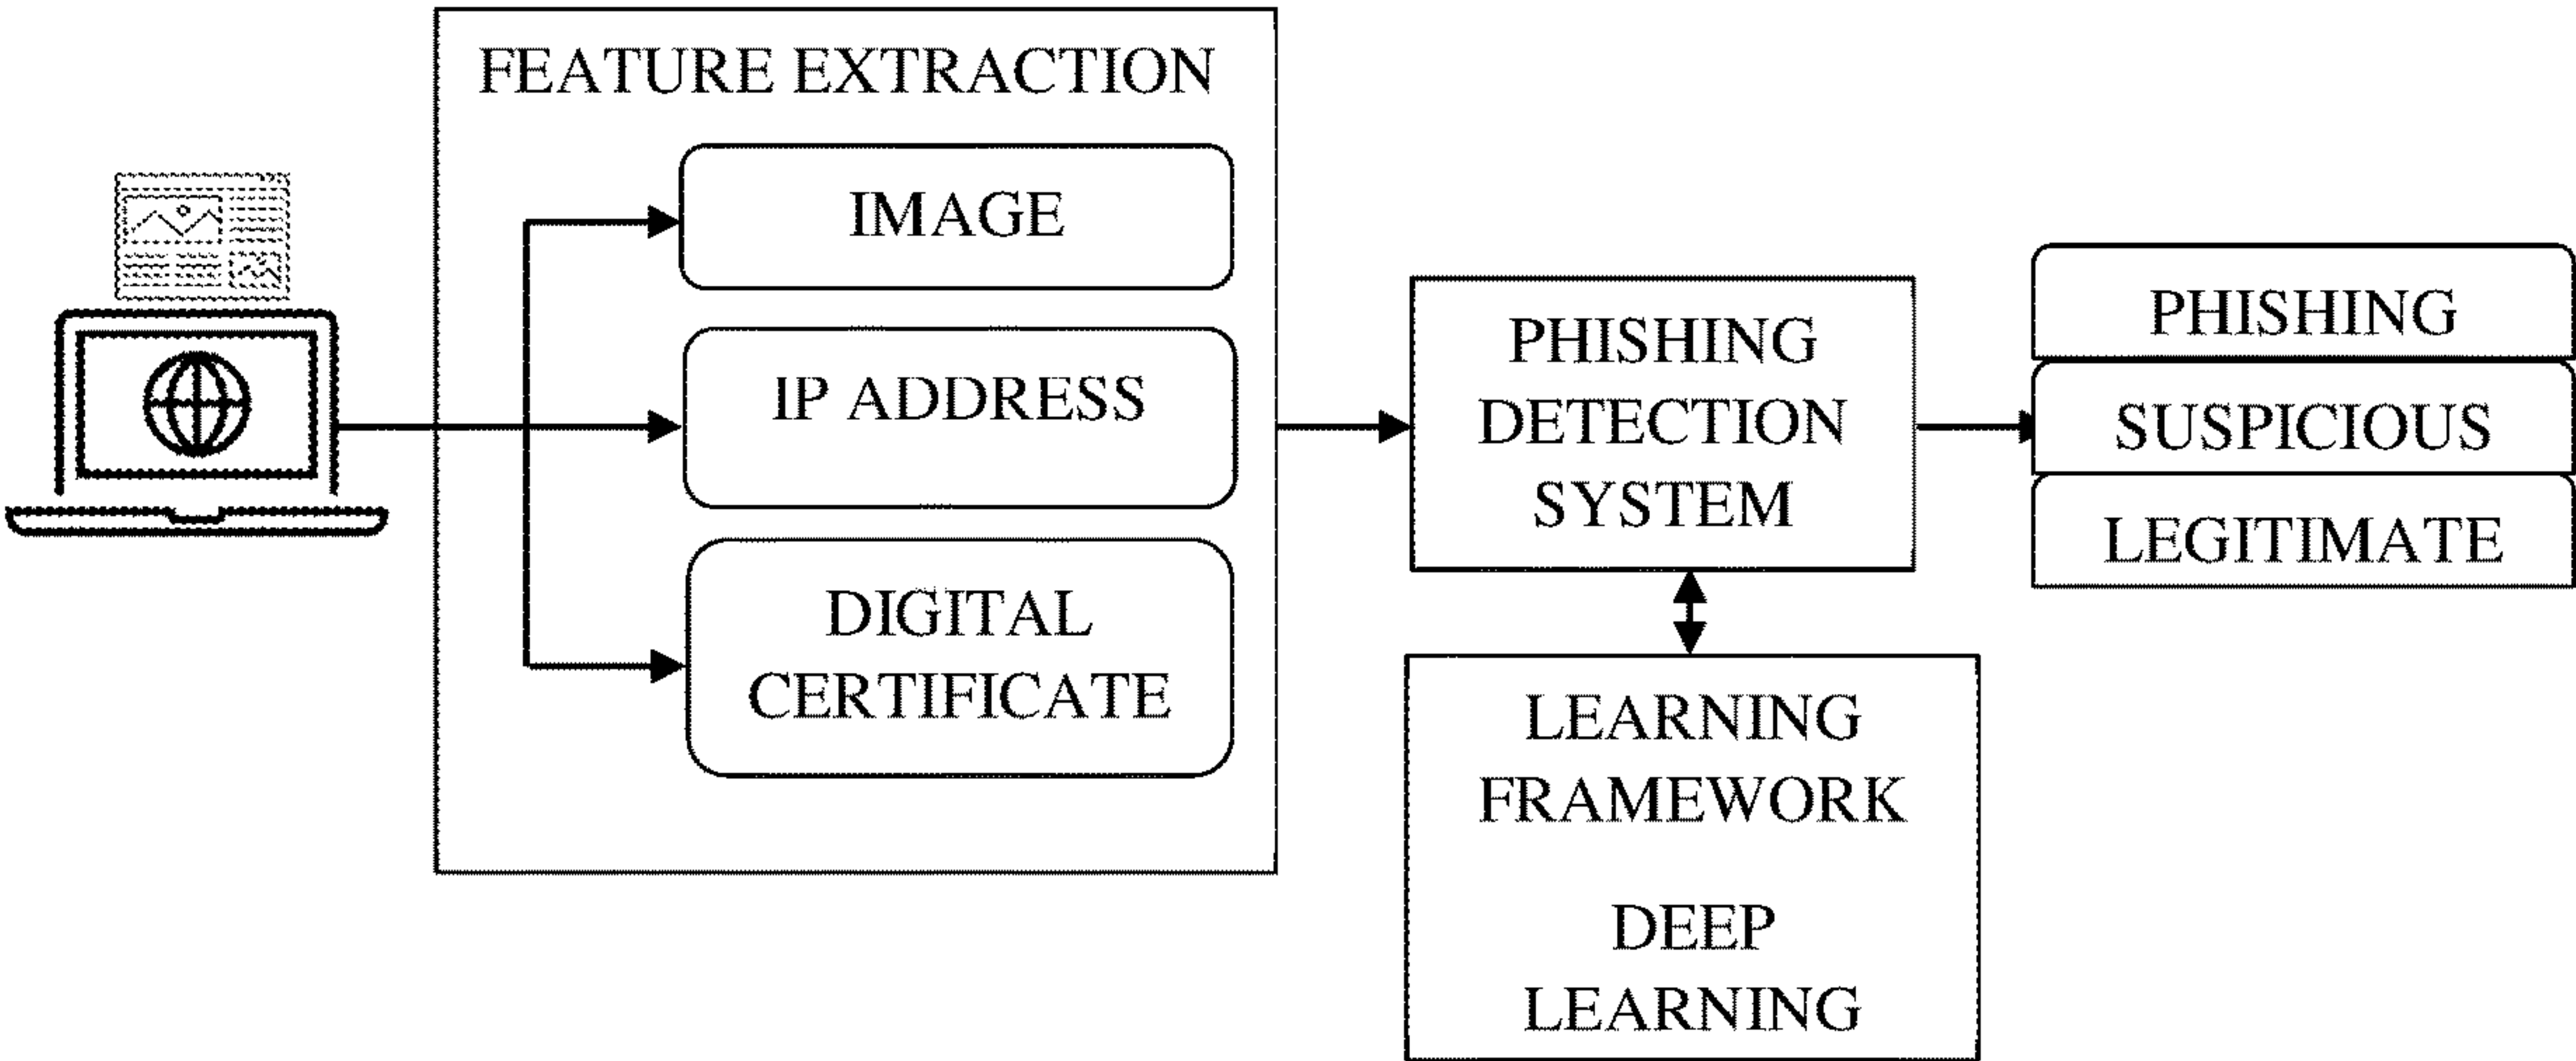 FEATURE EXTRACTION
IMAGE
IP ADDRESS
DIGITAL
CERTIFICATE
PHISHING
DETECTION
SYSTEM
LEARNING
FRAMEWORK
DEEP
LEARNING
PHISHING
SUSPICIOUS
LEGITIMATE